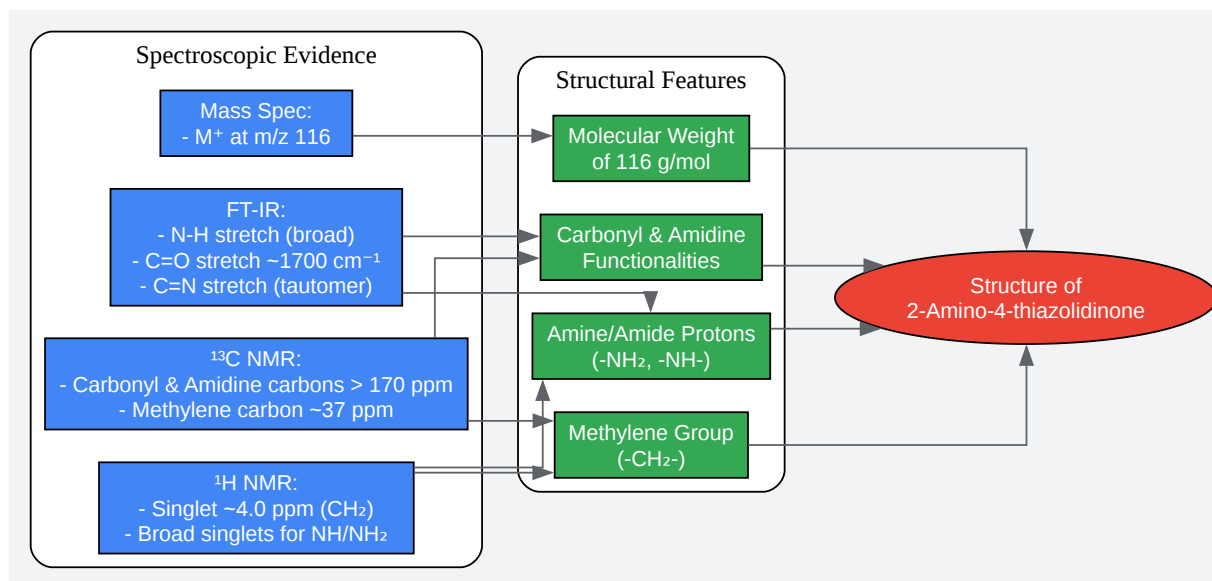 Spectroscopic Evidence
Mass Spec:
- M⁺ at m/z 116
FT-IR:
- N-H stretch (broad)
- C=O stretch ~1700 cm⁻¹
- C=N stretch (tautomer)
¹³C NMR:
- Carbonyl & Amidine carbons > 170 ppm
- Methylene carbon ~37 ppm
¹H NMR:
- Singlet ~4.0 ppm (CH₂)
- Broad singlets for NH/NH₂
Structural Features
Molecular Weight
of 116 g/mol
Carbonyl & Amidine
Functionalities
Amine/Amide Protons
(-NH₂, -NH-)
Methylene Group
(-CH₂-)
Structure of
2-Amino-4-thiazolidinone